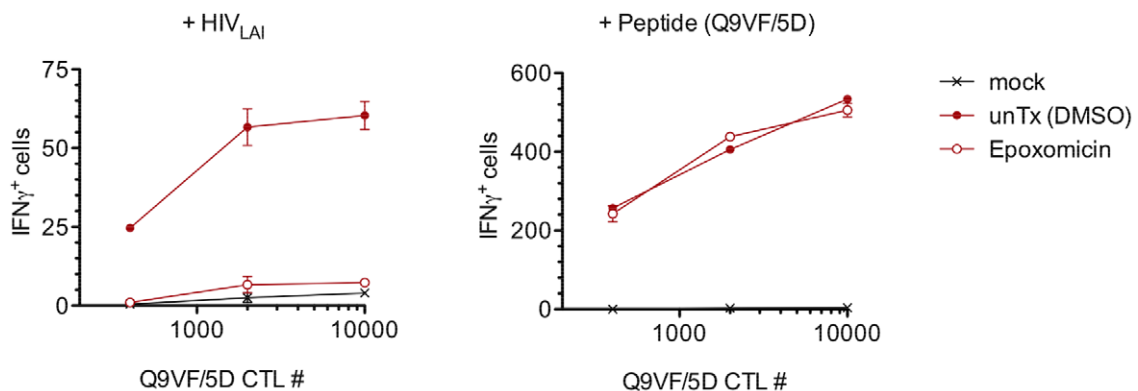 + HIVLAI
IFNγ+ cells
75
50
25
0
1000
10000
Q9VF/5D CTL #
+ Peptide (Q9VF/5D)
IFNγ+ cells
600
400
200
0
1000
10000
Q9VF/5D CTL #
mock
unTx (DMSO)
Epoxomicin